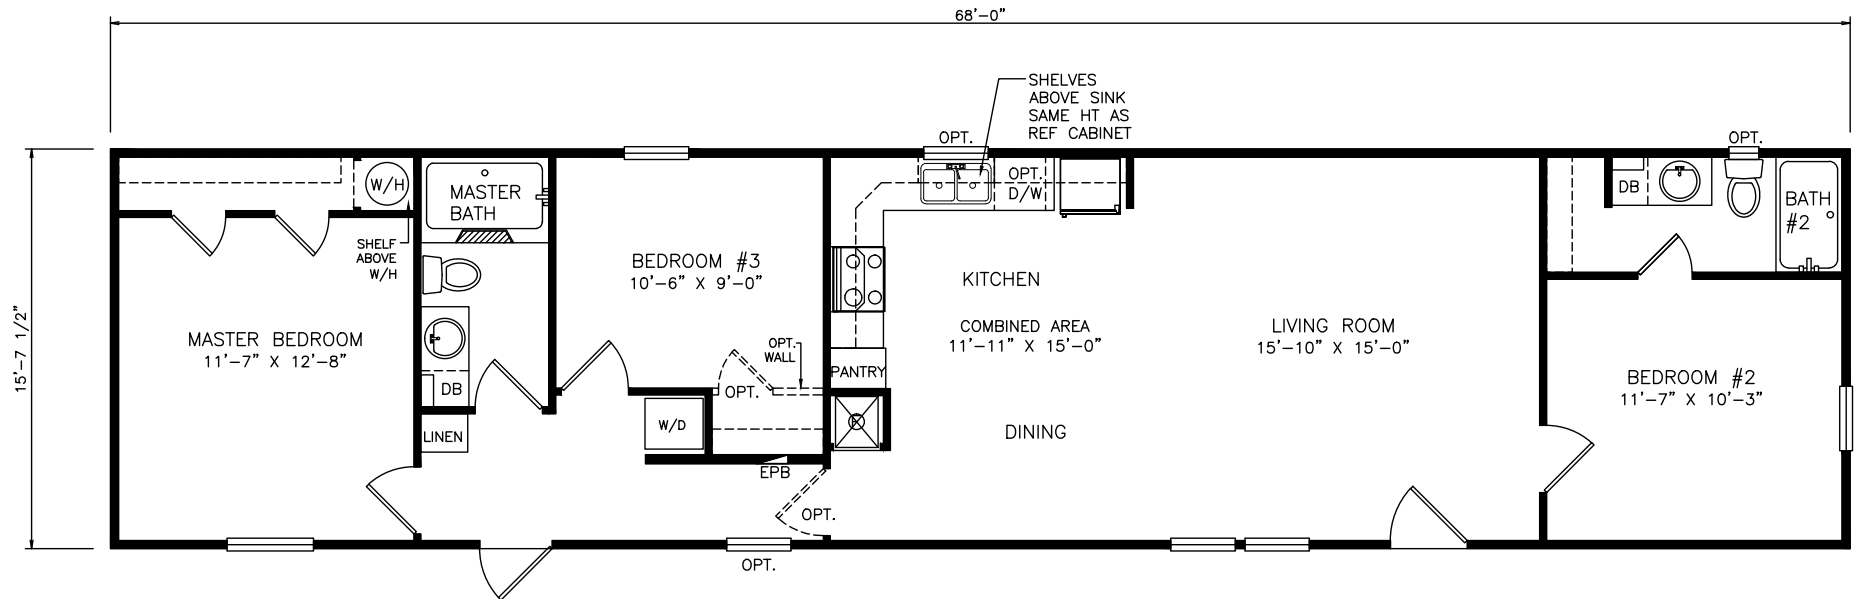 68'-0"
SHELVES
ABOVE SINK
SAME HT AS
REF CABINET
OPT.
OPT.
W/H
MASTER
BATH
OPT.
D/W
DB
BATH
#2
SHELF
ABOVE
W/H
BEDROOM #3
10'-6" X 9'-0"
KITCHEN
15'-7 1/2"
MASTER BEDROOM
11'-7" X 12'-8"
COMBINED AREA
11'-11" X 15'-0"
LIVING ROOM
15'-10" X 15'-0"
OPT.
WALL
PANTRY
BEDROOM #2
11'-7" X 10'-3"
DB
OPT.
LINEN
W/D
DINING
EPB
OPT.
OPT.